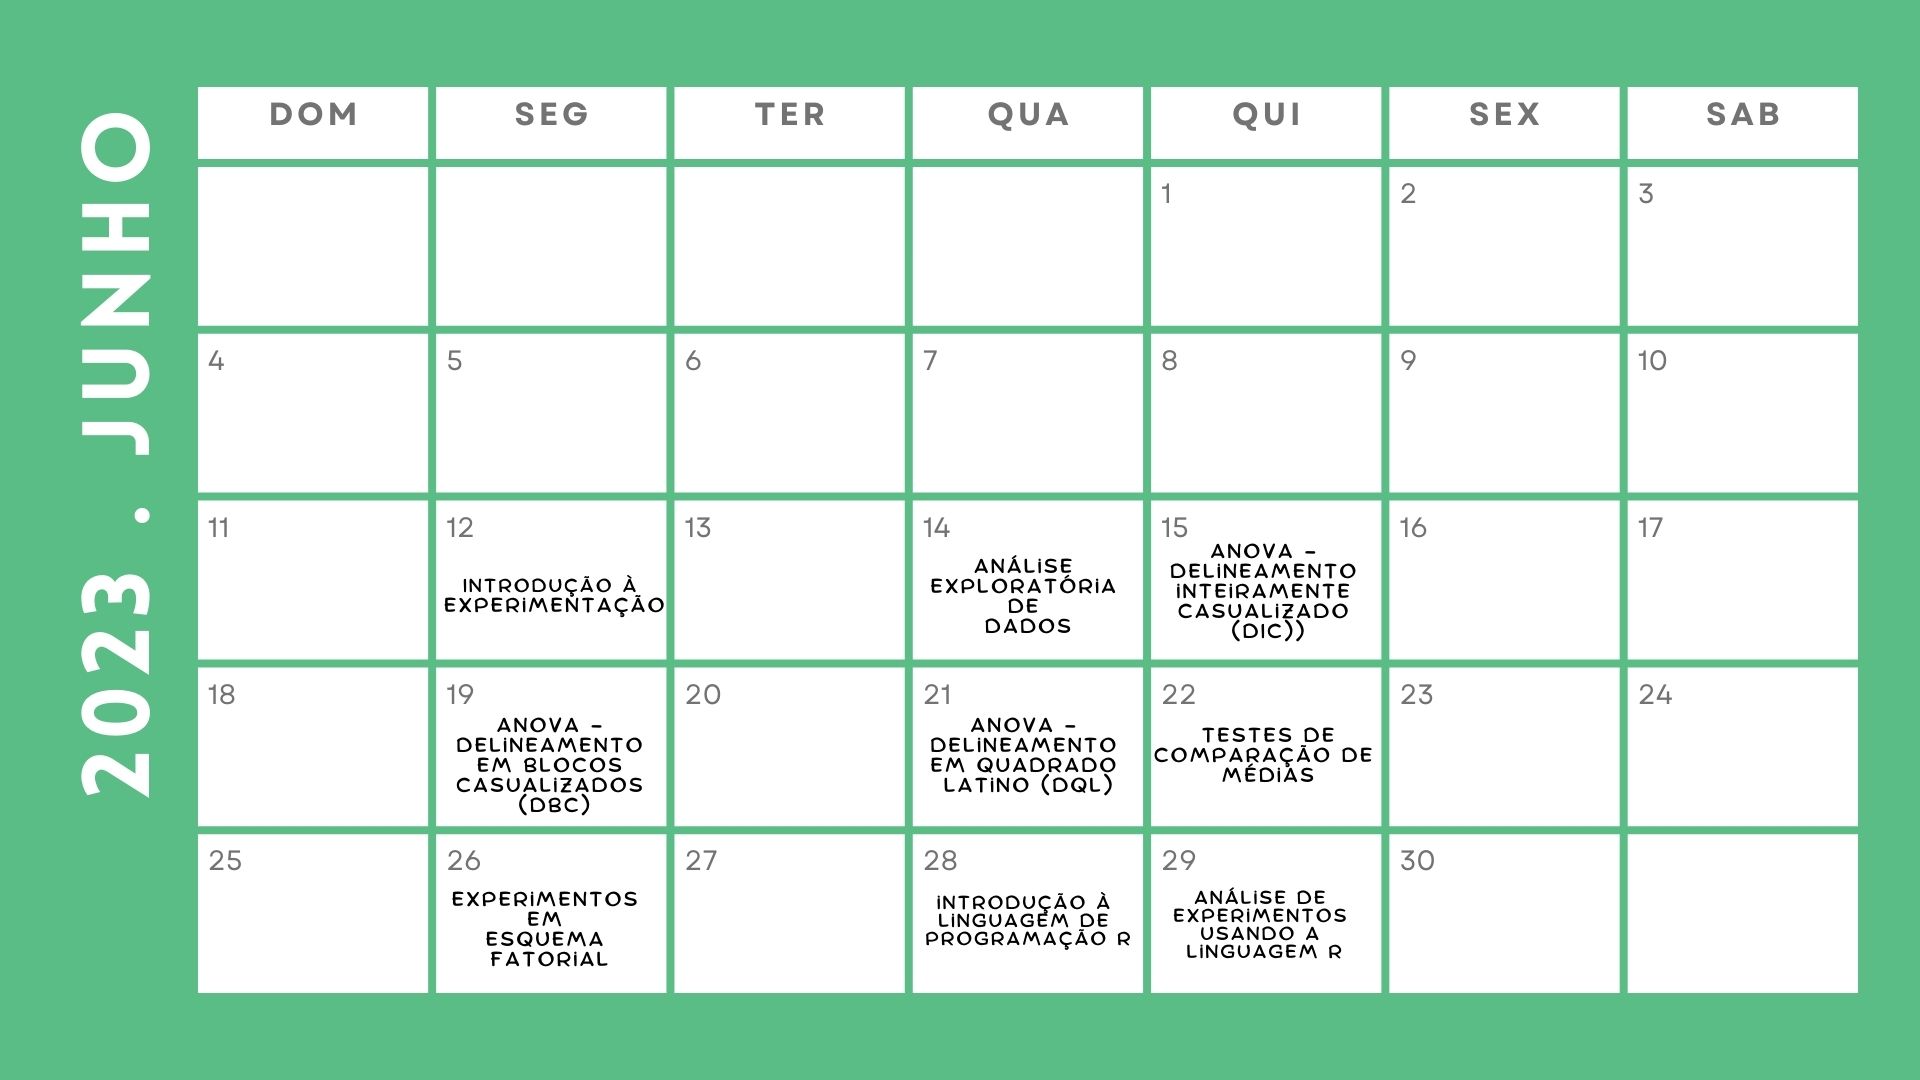 2023 . JUNHO
DOM SEG TER QUA QUI SEX SAB
1 2 3
4 5 6 7 8 9 10
11 12 13 14 15 16 17
INTRODUÇÃO À
EXPERIMENTAÇÃO
ANÁLISE
EXPLORATÓRIA
DE
DADOS
ANOVA -
DELINEAMENTO
INTEIRAMENTE
CASUALIZADO
(DIC))
18 19 20 21 22 23 24
ANOVA -
DELINEAMENTO
EM BLOCOS
CASUALIZADOS
(DBC)
ANOVA -
DELINEAMENTO
EM QUADRADO
LATINO (DQL)
TESTES DE
COMPARAÇÃO DE
MÉDIAS
25 26 27 28 29 30
EXPERIMENTOS
EM
ESQUEMA
FATORIAL
INTRODUÇÃO À
LINGUAGEM DE
PROGRAMAÇÃO R
ANÁLISE DE
EXPERIMENTOS
USANDO A
LINGUAGEM R